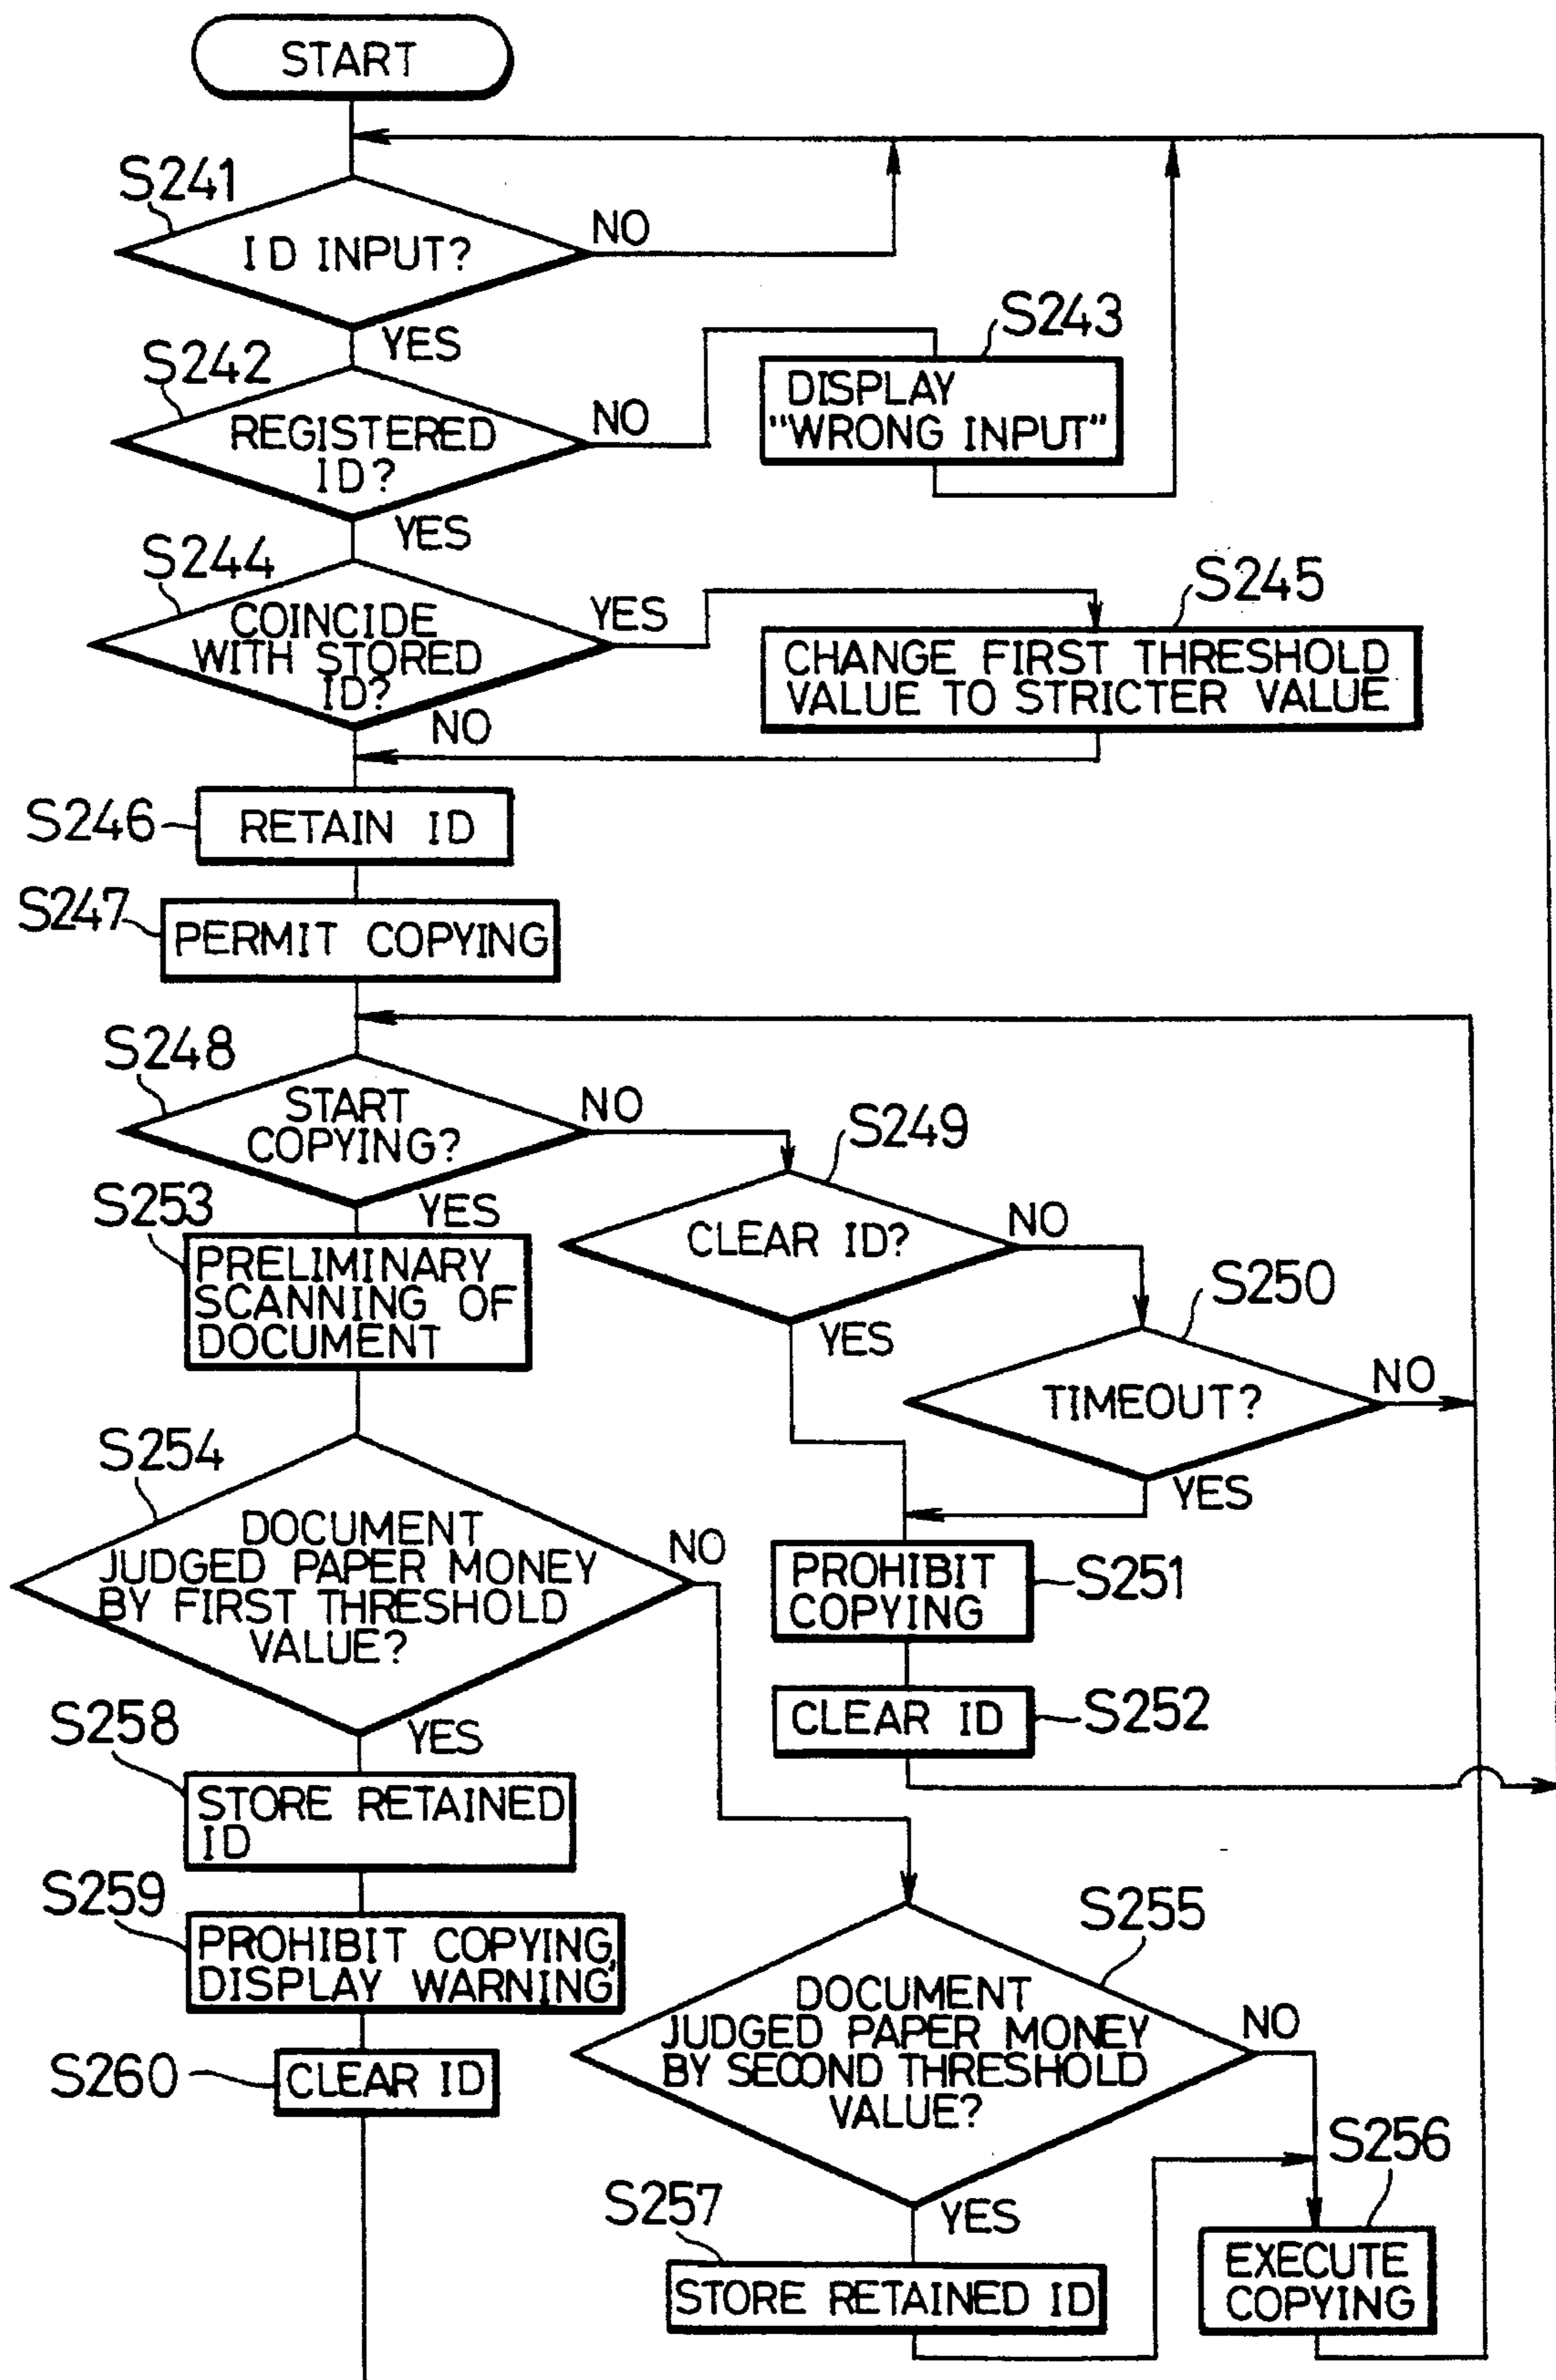 START
S241
ID INPUT?
NO
YES
S242
REGISTERED
ID?
NO
YES
S243
DISPLAY
"WRONG INPUT"
S244
COINCIDE
WITH STORED
ID?
YES
NO
S245
CHANGE FIRST THRESHOLD
VALUE TO STRICTER VALUE
S246
RETAIN ID
S247
PERMIT COPYING
S248
START
COPYING?
NO
YES
S249
CLEAR ID?
NO
YES
S250
TIMEOUT?
NO
YES
S251
PROHIBIT
COPYING
S252
CLEAR ID
S253
PRELIMINARY
SCANNING OF
DOCUMENT
S254
DOCUMENT
JUDGED PAPER MONEY
BY FIRST THRESHOLD
VALUE?
NO
YES
S258
STORE RETAINED
ID
S259
PROHIBIT COPYING,
DISPLAY WARNING
S260
CLEAR ID
S255
DOCUMENT
JUDGED PAPER MONEY
BY SECOND THRESHOLD
VALUE?
NO
YES
S257
STORE RETAINED ID
S256
EXECUTE
COPYING